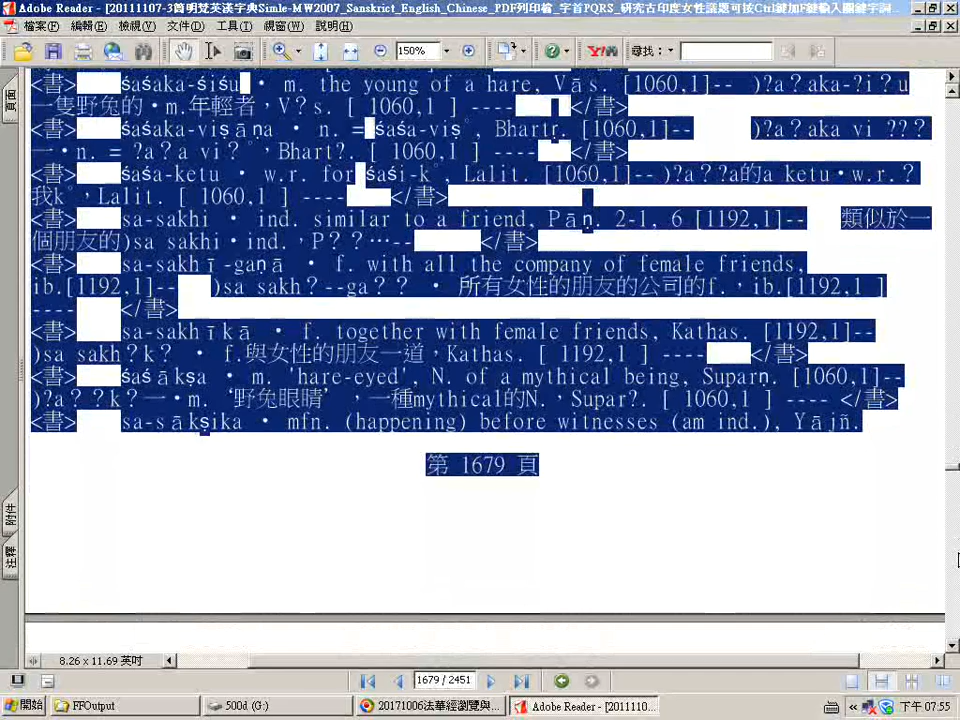 Adobe Reader - [20111107-3簡明梵英漢字典Simle-MW2007_Sanskrict_English_Chinese_PDF列印檔_字首PQRS_研究古印度女性議題可按Ctrl鍵加F鍵輸入關鍵字詞...
檔案(F) 編輯(E) 檢視(V) 文件(D) 工具(T) 視窗(W) 說明(H)
150% 尋找：
頁面
<書> śaśaka-śiśu • m. the young of a hare, Vās. [1060,1]-- )?a？aka-?i？u
一隻野兔的‧m.年輕者，V？s. [ 1060,1 ] ---- </書>
<書> śaśaka-viṣāṇa • n. = śaśa-viṣ°, Bhartṛ. [1060,1]-- )?a？aka vi ??？
一‧n. = ?a？a vi？°，Bhart?. [ 1060,1 ] ---- </書>
<書> śaśa-ketu • w.r. for śaśi-k°, Lalit. [1060,1]-- )?a？?a的a ketu‧w.r.？
我k°，Lalit. [ 1060,1 ] ---- </書>
<書> sa-sakhi • ind. similar to a friend, Pāṇ. 2-1, 6 [1192,1]-- 類似於一
個朋友的)sa sakhi‧ind.，P？？…-- </書>
<書> sa-sakhī-gaṇā • f. with all the company of female friends,
ib.[1192,1]-- )sa sakh？--ga？？ • 所有女性的朋友的公司的f.，ib.[1192,1 ]
---- </書>
<書> sa-sakhīkā • f. together with female friends, Kathas. [1192,1]--
)sa sakh？k？ • f.與女性的朋友一道，Kathas. [ 1192,1 ] ---- </書>
<書> śaśākṣa • m. 'hare-eyed', N. of a mythical being, Suparṇ. [1060,1]--
)?a？？k？一‧m. ‘野兔眼睛’，一種mythical的N.，Supar?. [ 1060,1 ] ---- </書>
<書> sa-sākṣika • mfn. (happening) before witnesses (am ind.), Yājñ.
第 1679 頁
附件
注釋
8.26 x 11.69 英吋
1679 / 2451
開始 FFOutput 500d (G:) 20171006法華經瀏覽與... Adobe Reader - [2011110... 下午 07:55